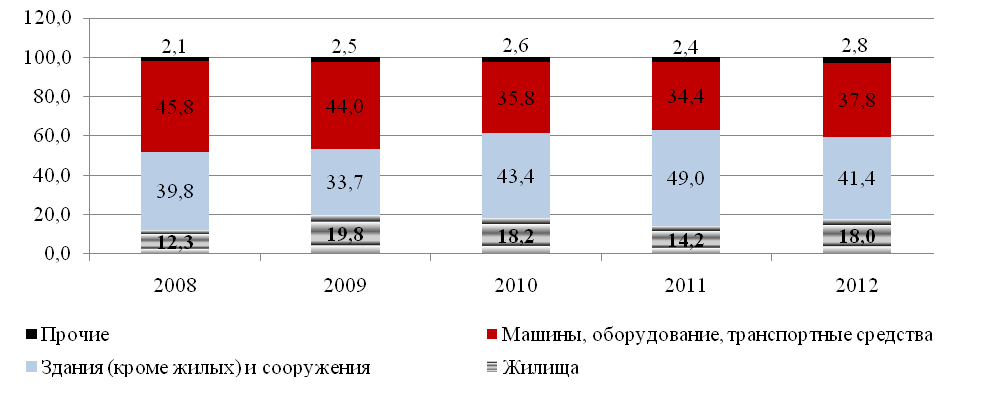 120,0
2,1 2,5 2,6 2,4 2,8
100,0
45,8 44,0 35,8 34,4 37,8
80,0
60,0
39,8 33,7 43,4 49,0 41,4
40,0
20,0
12,3 19,8 18,2 14,2 18,0
0,0
2008 2009 2010 2011 2012
Прочие Машины, оборудование, транспортные средства
Здания (кроме жилых) и сооружения Жилища